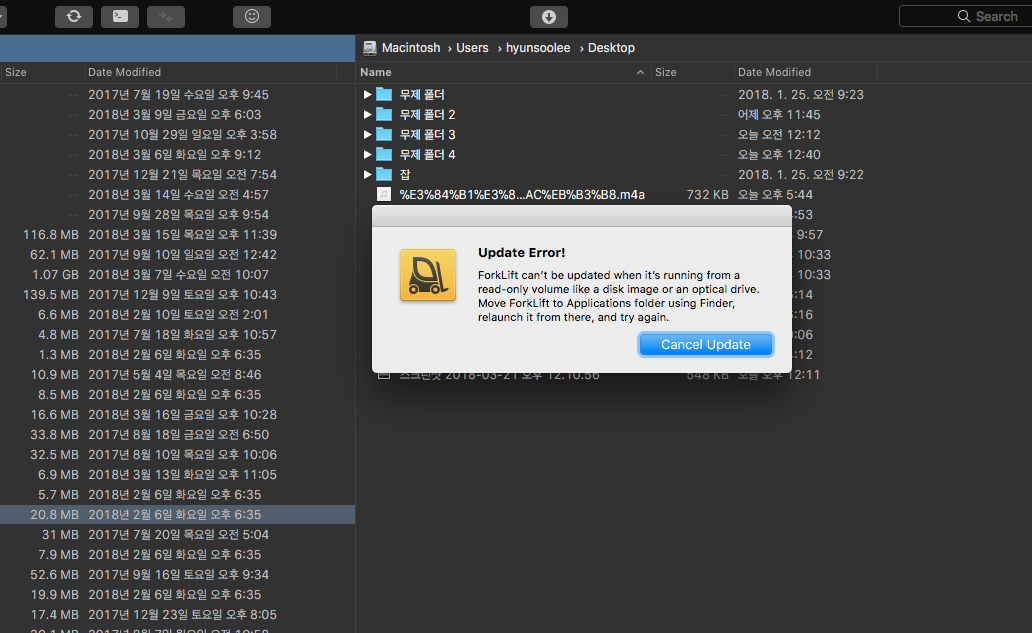 Search
Macintosh › Users › hyunsoolee › Desktop
Size Date Modified
Name Size Date Modified
-- 2017년 7월 19일 수요일 오후 9:45
-- 2018년 3월 9일 금요일 오후 6:03
-- 2017년 10월 29일 일요일 오후 3:58
-- 2018년 3월 6일 화요일 오후 9:12
-- 2017년 12월 21일 목요일 오전 7:54
-- 2018년 3월 14일 수요일 오전 4:57
-- 2017년 9월 28일 목요일 오후 9:54
116.8 MB 2018년 3월 15일 목요일 오후 11:39
62.1 MB 2017년 9월 10일 일요일 오후 12:42
1.07 GB 2018년 3월 7일 수요일 오전 10:07
139.5 MB 2017년 12월 9일 토요일 오후 10:43
6.6 MB 2018년 2월 10일 토요일 오전 2:01
4.8 MB 2017년 7월 18일 화요일 오후 10:57
1.3 MB 2018년 2월 6일 화요일 오후 6:35
10.9 MB 2017년 5월 4일 목요일 오전 8:46
8.5 MB 2018년 2월 6일 화요일 오후 6:35
16.6 MB 2018년 3월 16일 금요일 오후 10:28
33.8 MB 2017년 8월 18일 금요일 오전 6:50
32.5 MB 2017년 8월 10일 목요일 오후 10:06
6.9 MB 2018년 3월 13일 화요일 오후 11:05
5.7 MB 2018년 2월 6일 화요일 오후 6:35
20.8 MB 2018년 2월 6일 화요일 오후 6:35
31 MB 2017년 7월 20일 목요일 오전 5:04
7.9 MB 2018년 2월 6일 화요일 오후 6:35
52.6 MB 2017년 9월 16일 토요일 오후 9:34
19.9 MB 2018년 2월 6일 화요일 오후 6:35
17.4 MB 2017년 12월 23일 토요일 오후 8:05
무제 폴더 -- 2018. 1. 25. 오전 9:23
무제 폴더 2 -- 어제 오후 11:45
무제 폴더 3 -- 오늘 오전 12:12
무제 폴더 4 -- 오늘 오후 12:40
잡 -- 2018. 1. 25. 오전 9:22
%E3%84%B1%E3%8...AC%EB%B3%B8.m4a 732 KB 오늘 오후 5:44
:53
9:57
10:33
10:33
:14
:16
:06
:12
스크린샷 2018-03-21 오후 12.10.56 548 KB 오늘 오후 12:11
Update Error!
ForkLift can't be updated when it's running from a
read-only volume like a disk image or an optical drive.
Move ForkLift to Applications folder using Finder,
relaunch it from there, and try again.
Cancel Update